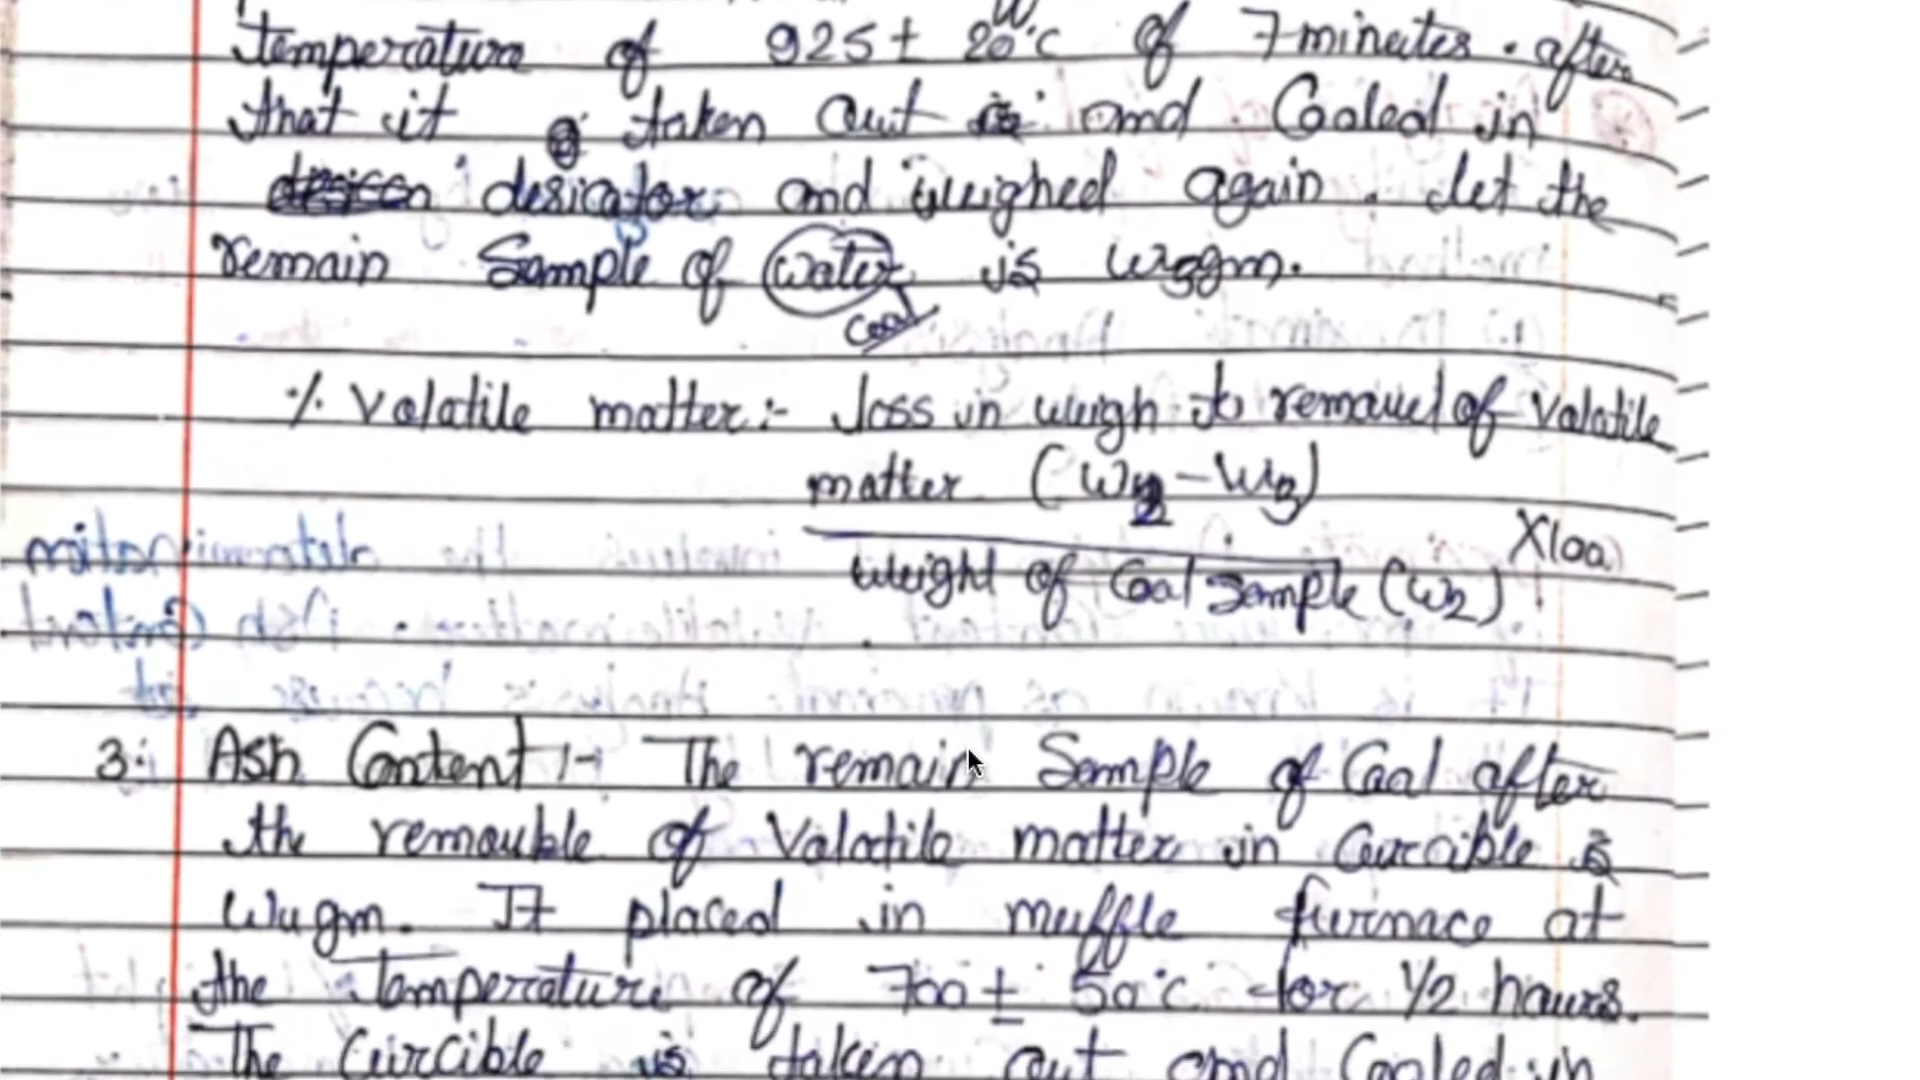 temperature of 925 ± 20°C of 7 minutes. after
that it taken out and Cooled in
desicator and weighed again. let the
remain Sample of water is w3gm.
Coal
% Volatile matter:- loss in weigh to removel of Volatile
matter (W2-W3)
X100
Weight of Coal Sample (W2)
3. Ash Content :- The remain Sample of Coal after
the remouble of Valatile matter in Curcible is
W4gm. It placed in muffle furnace at
the Temperature of 700 ± 50°C for 1/2 hours.
The Curcible is taken out and Cooled in